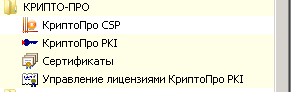 КРИПТО-ПРО
КриптоПро CSP
КриптоПро PKI
Сертификаты
Управление лицензиями КриптоПро PKI